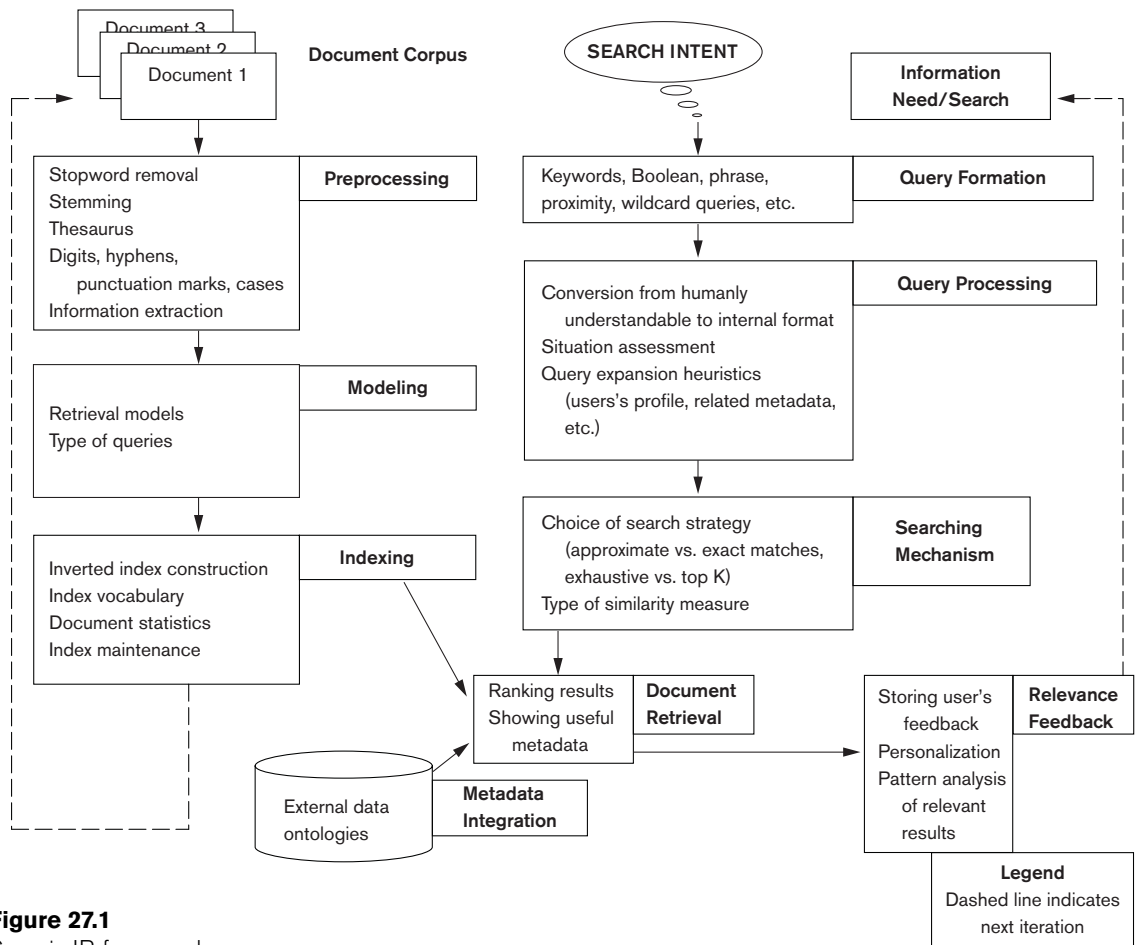 Document 3
Document 2
Document 1
Document Corpus
SEARCH INTENT
Information
Need/Search
Stopword removal
Stemming
Thesaurus
Digits, hyphens,
punctuation marks, cases
Information extraction
Preprocessing
Keywords, Boolean, phrase,
proximity, wildcard queries, etc.
Query Formation
Conversion from humanly
understandable to internal format
Situation assessment
Query expansion heuristics
(users's profile, related metadata,
etc.)
Query Processing
Retrieval models
Type of queries
Modeling
Choice of search strategy
(approximate vs. exact matches,
exhaustive vs. top K)
Type of similarity measure
Searching
Mechanism
Inverted index construction
Index vocabulary
Document statistics
Index maintenance
Indexing
Ranking results
Showing useful
metadata
Document
Retrieval
Storing user's
feedback
Personalization
Pattern analysis
of relevant
results
Relevance
Feedback
External data
ontologies
Metadata
Integration
Legend
Dashed line indicates
next iteration
Figure 27.1